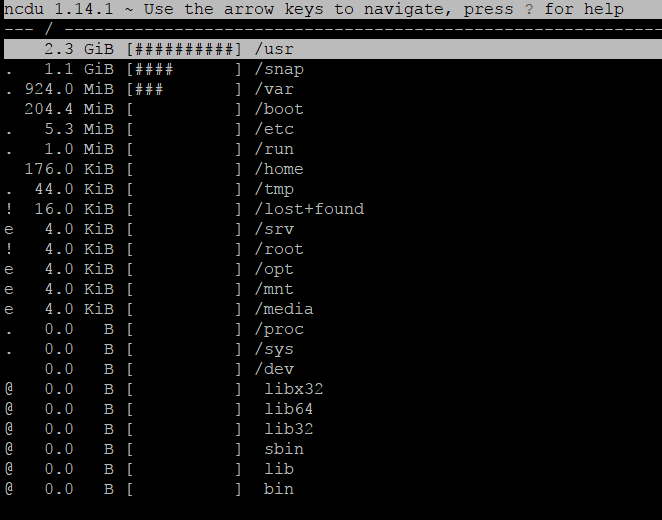 ncdu 1.14.1 ~ Use the arrow keys to navigate, press ? for help
--- / ------------------------------------------------------------
    2.3 GiB [##########] /usr
.   1.1 GiB [####      ] /snap
. 924.0 MiB [###       ] /var
  204.4 MiB [          ] /boot
.   5.3 MiB [          ] /etc
.   1.0 MiB [          ] /run
  176.0 KiB [          ] /home
.  44.0 KiB [          ] /tmp
!  16.0 KiB [          ] /lost+found
e   4.0 KiB [          ] /srv
!   4.0 KiB [          ] /root
e   4.0 KiB [          ] /opt
e   4.0 KiB [          ] /mnt
e   4.0 KiB [          ] /media
.   0.0   B [          ] /proc
.   0.0   B [          ] /sys
    0.0   B [          ] /dev
@   0.0   B [          ]  libx32
@   0.0   B [          ]  lib64
@   0.0   B [          ]  lib32
@   0.0   B [          ]  sbin
@   0.0   B [          ]  lib
@   0.0   B [          ]  bin